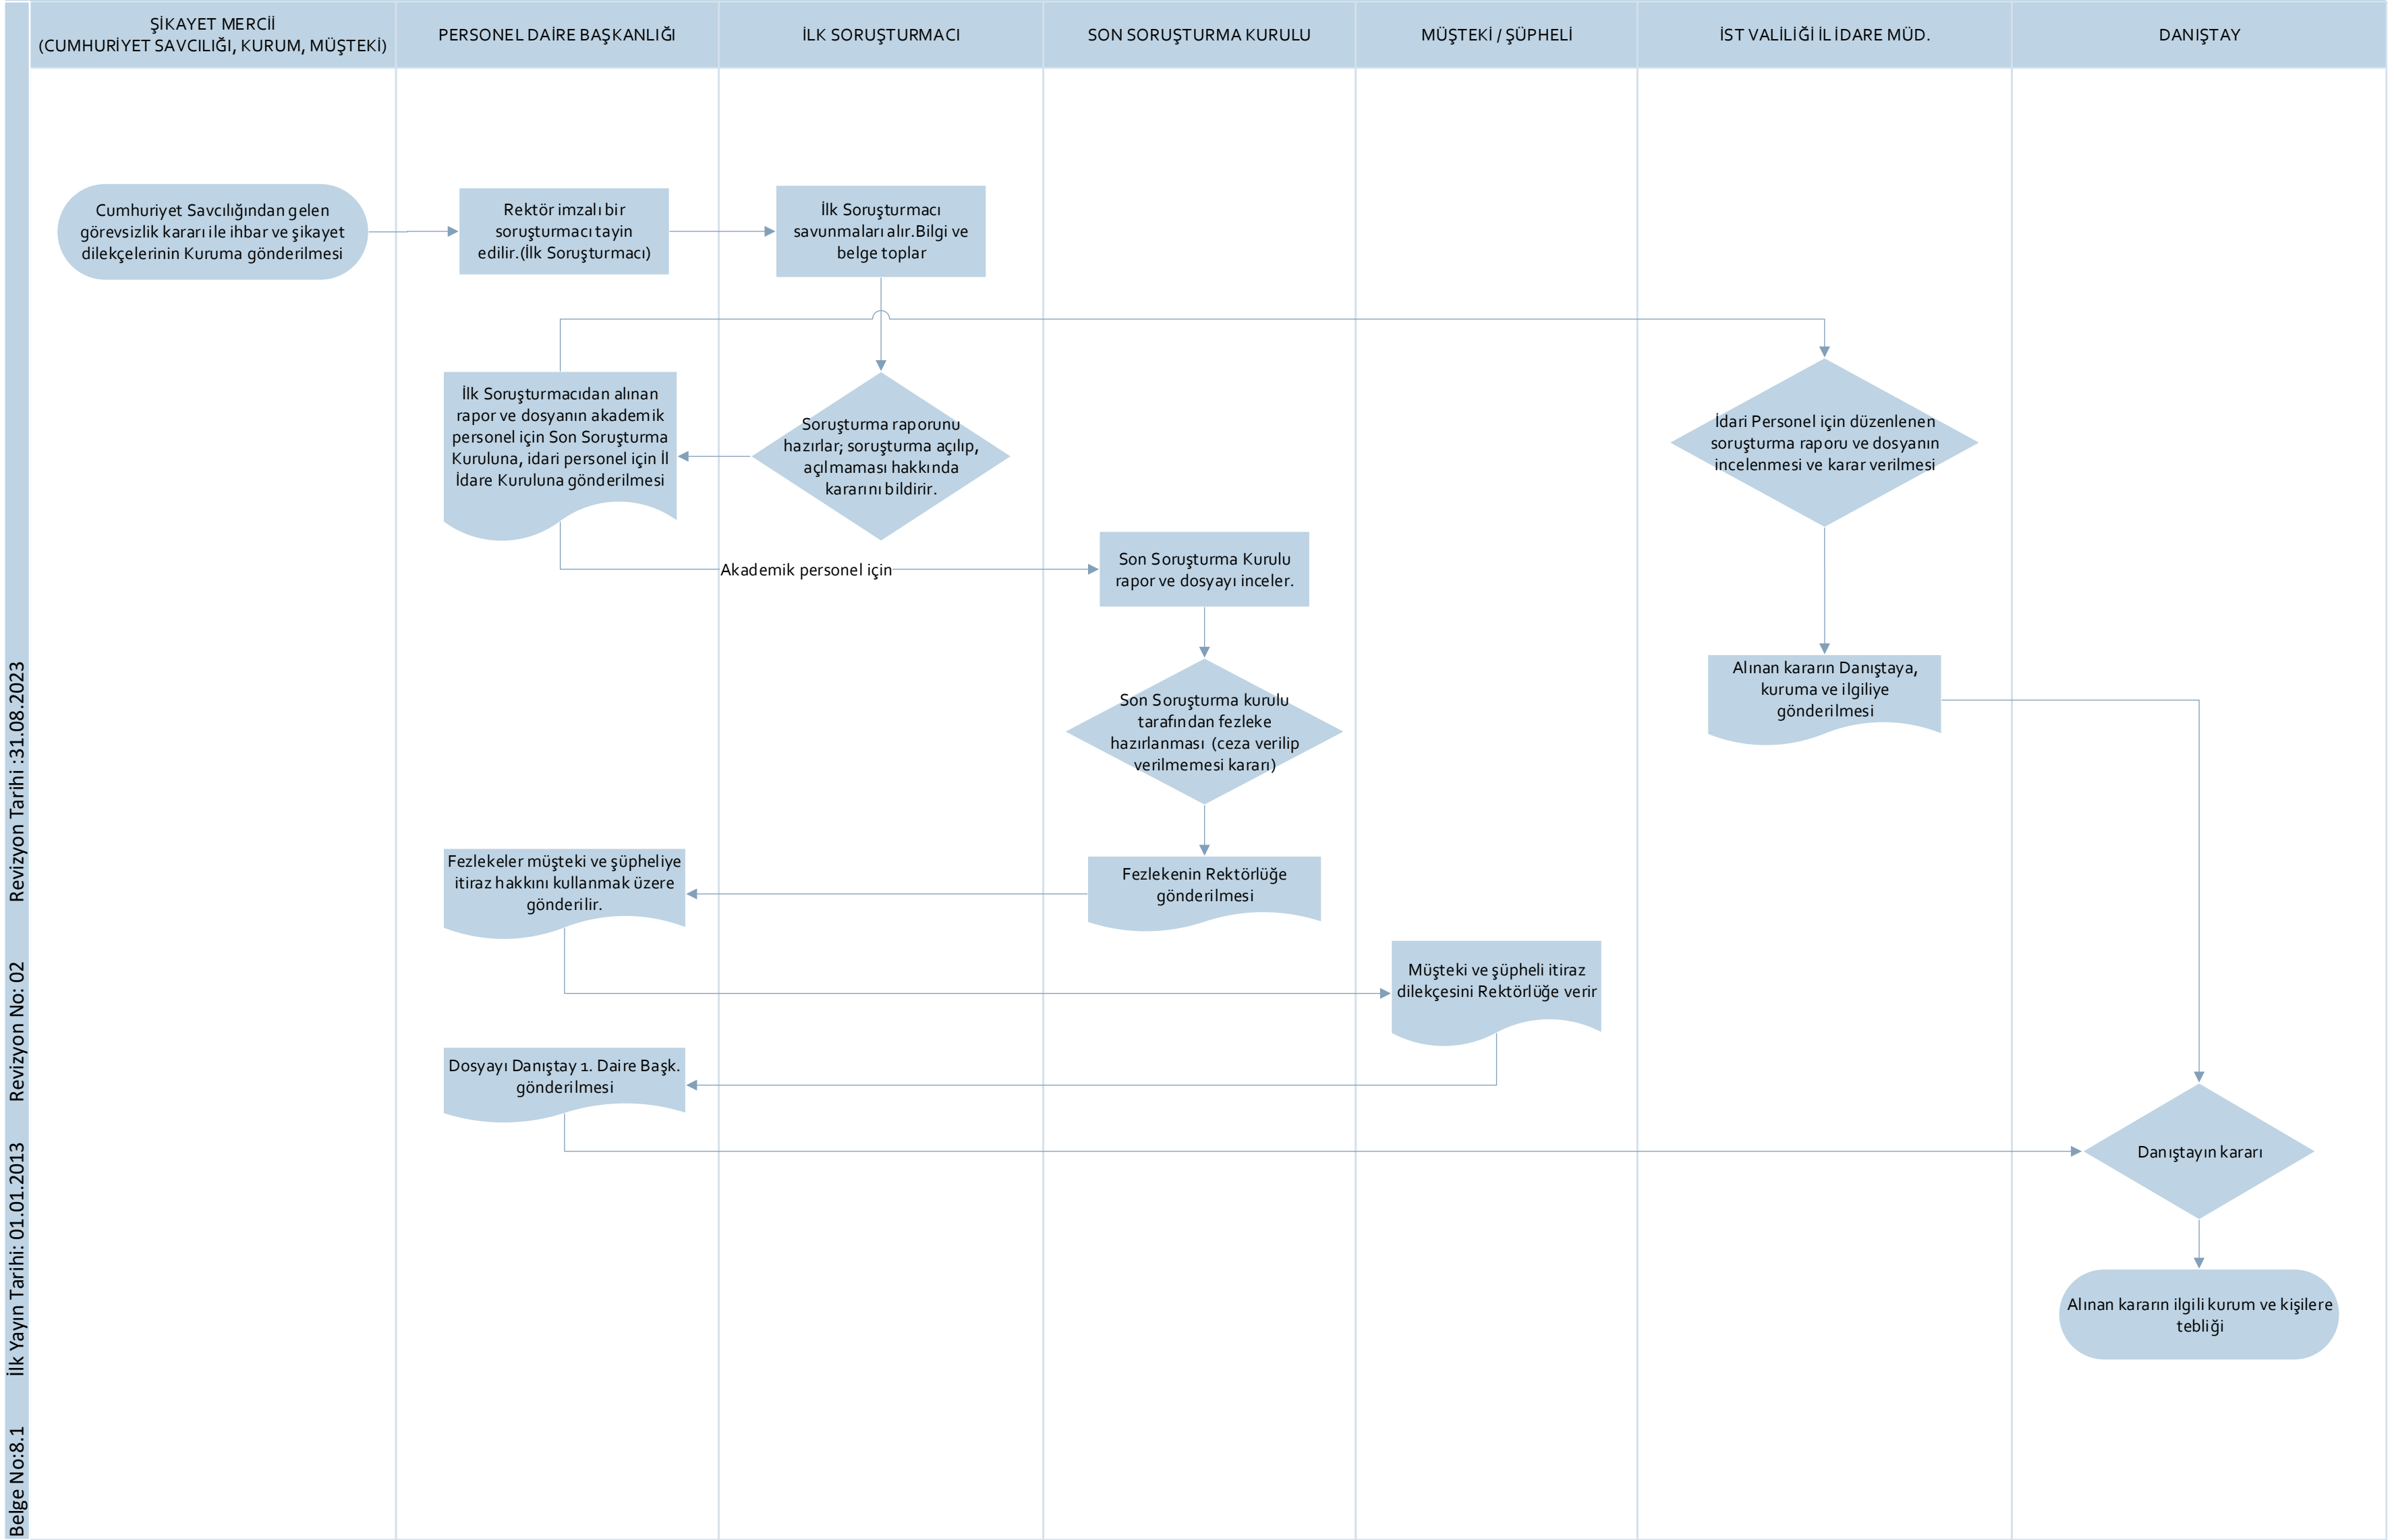 ŞİKAYET MERCİİ
(CUMHURİYET SAVCILIĞI, KURUM, MÜŞTEKİ)
PERSONEL DAİRE BAŞKANLIĞI
İLK SORUŞTURMACI
SON SORUŞTURMA KURULU
MÜŞTEKİ / ŞÜPHELİ
İST VALİLİĞİ İL İDARE MÜD.
DANIŞTAY
Cumhuriyet Savcılığından gelen
görevsizlik kararı ile ihbar ve şikayet
dilekçelerinin Kuruma gönderilmesi
Rektör imzalı bir
soruşturmacı tayin
edilir.(İlk Soruşturmacı)
İlk Soruşturmacı
savunmaları alır.Bilgi ve
belge toplar
İlk Soruşturmacıdan alınan
rapor ve dosyanın akademik
personel için Son Soruşturma
Kuruluna, idari personel için İl
İdare Kuruluna gönderilmesi
Soruşturma raporunu
hazırlar; soruşturma açılıp,
açılmaması hakkında
kararını bildirir.
İdari Personel için düzenlenen
soruşturma raporu ve dosyanın
incelenmesi ve karar verilmesi
Akademik personel için
Son Soruşturma Kurulu
rapor ve dosyayı inceler.
Son Soruşturma kurulu
tarafından fezleke
hazırlanması (ceza verilip
verilmemesi kararı)
Alınan kararın Danıştaya,
kuruma ve ilgiliye
gönderilmesi
Fezlekeler müşteki ve şüpheliye
itiraz hakkını kullanmak üzere
gönderilir.
Fezlekenin Rektörlüğe
gönderilmesi
Müşteki ve şüpheli itiraz
dilekçesini Rektörlüğe verir
Dosyayı Danıştay 1. Daire Başk.
gönderilmesi
Danıştayın kararı
Alınan kararın ilgili kurum ve kişilere
tebliği
Belge No:8.1 İlk Yayın Tarihi: 01.01.2013 Revizyon No: 02 Revizyon Tarihi :31.08.2023